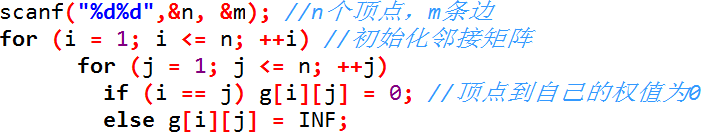 scanf("%d%d",&n, &m); //n个顶点，m条边
for (i = 1; i <= n; ++i) //初始化邻接矩阵
for (j = 1; j <= n; ++j)
if (i == j) g[i][j] = 0; //顶点到自己的权值为0
else g[i][j] = INF;